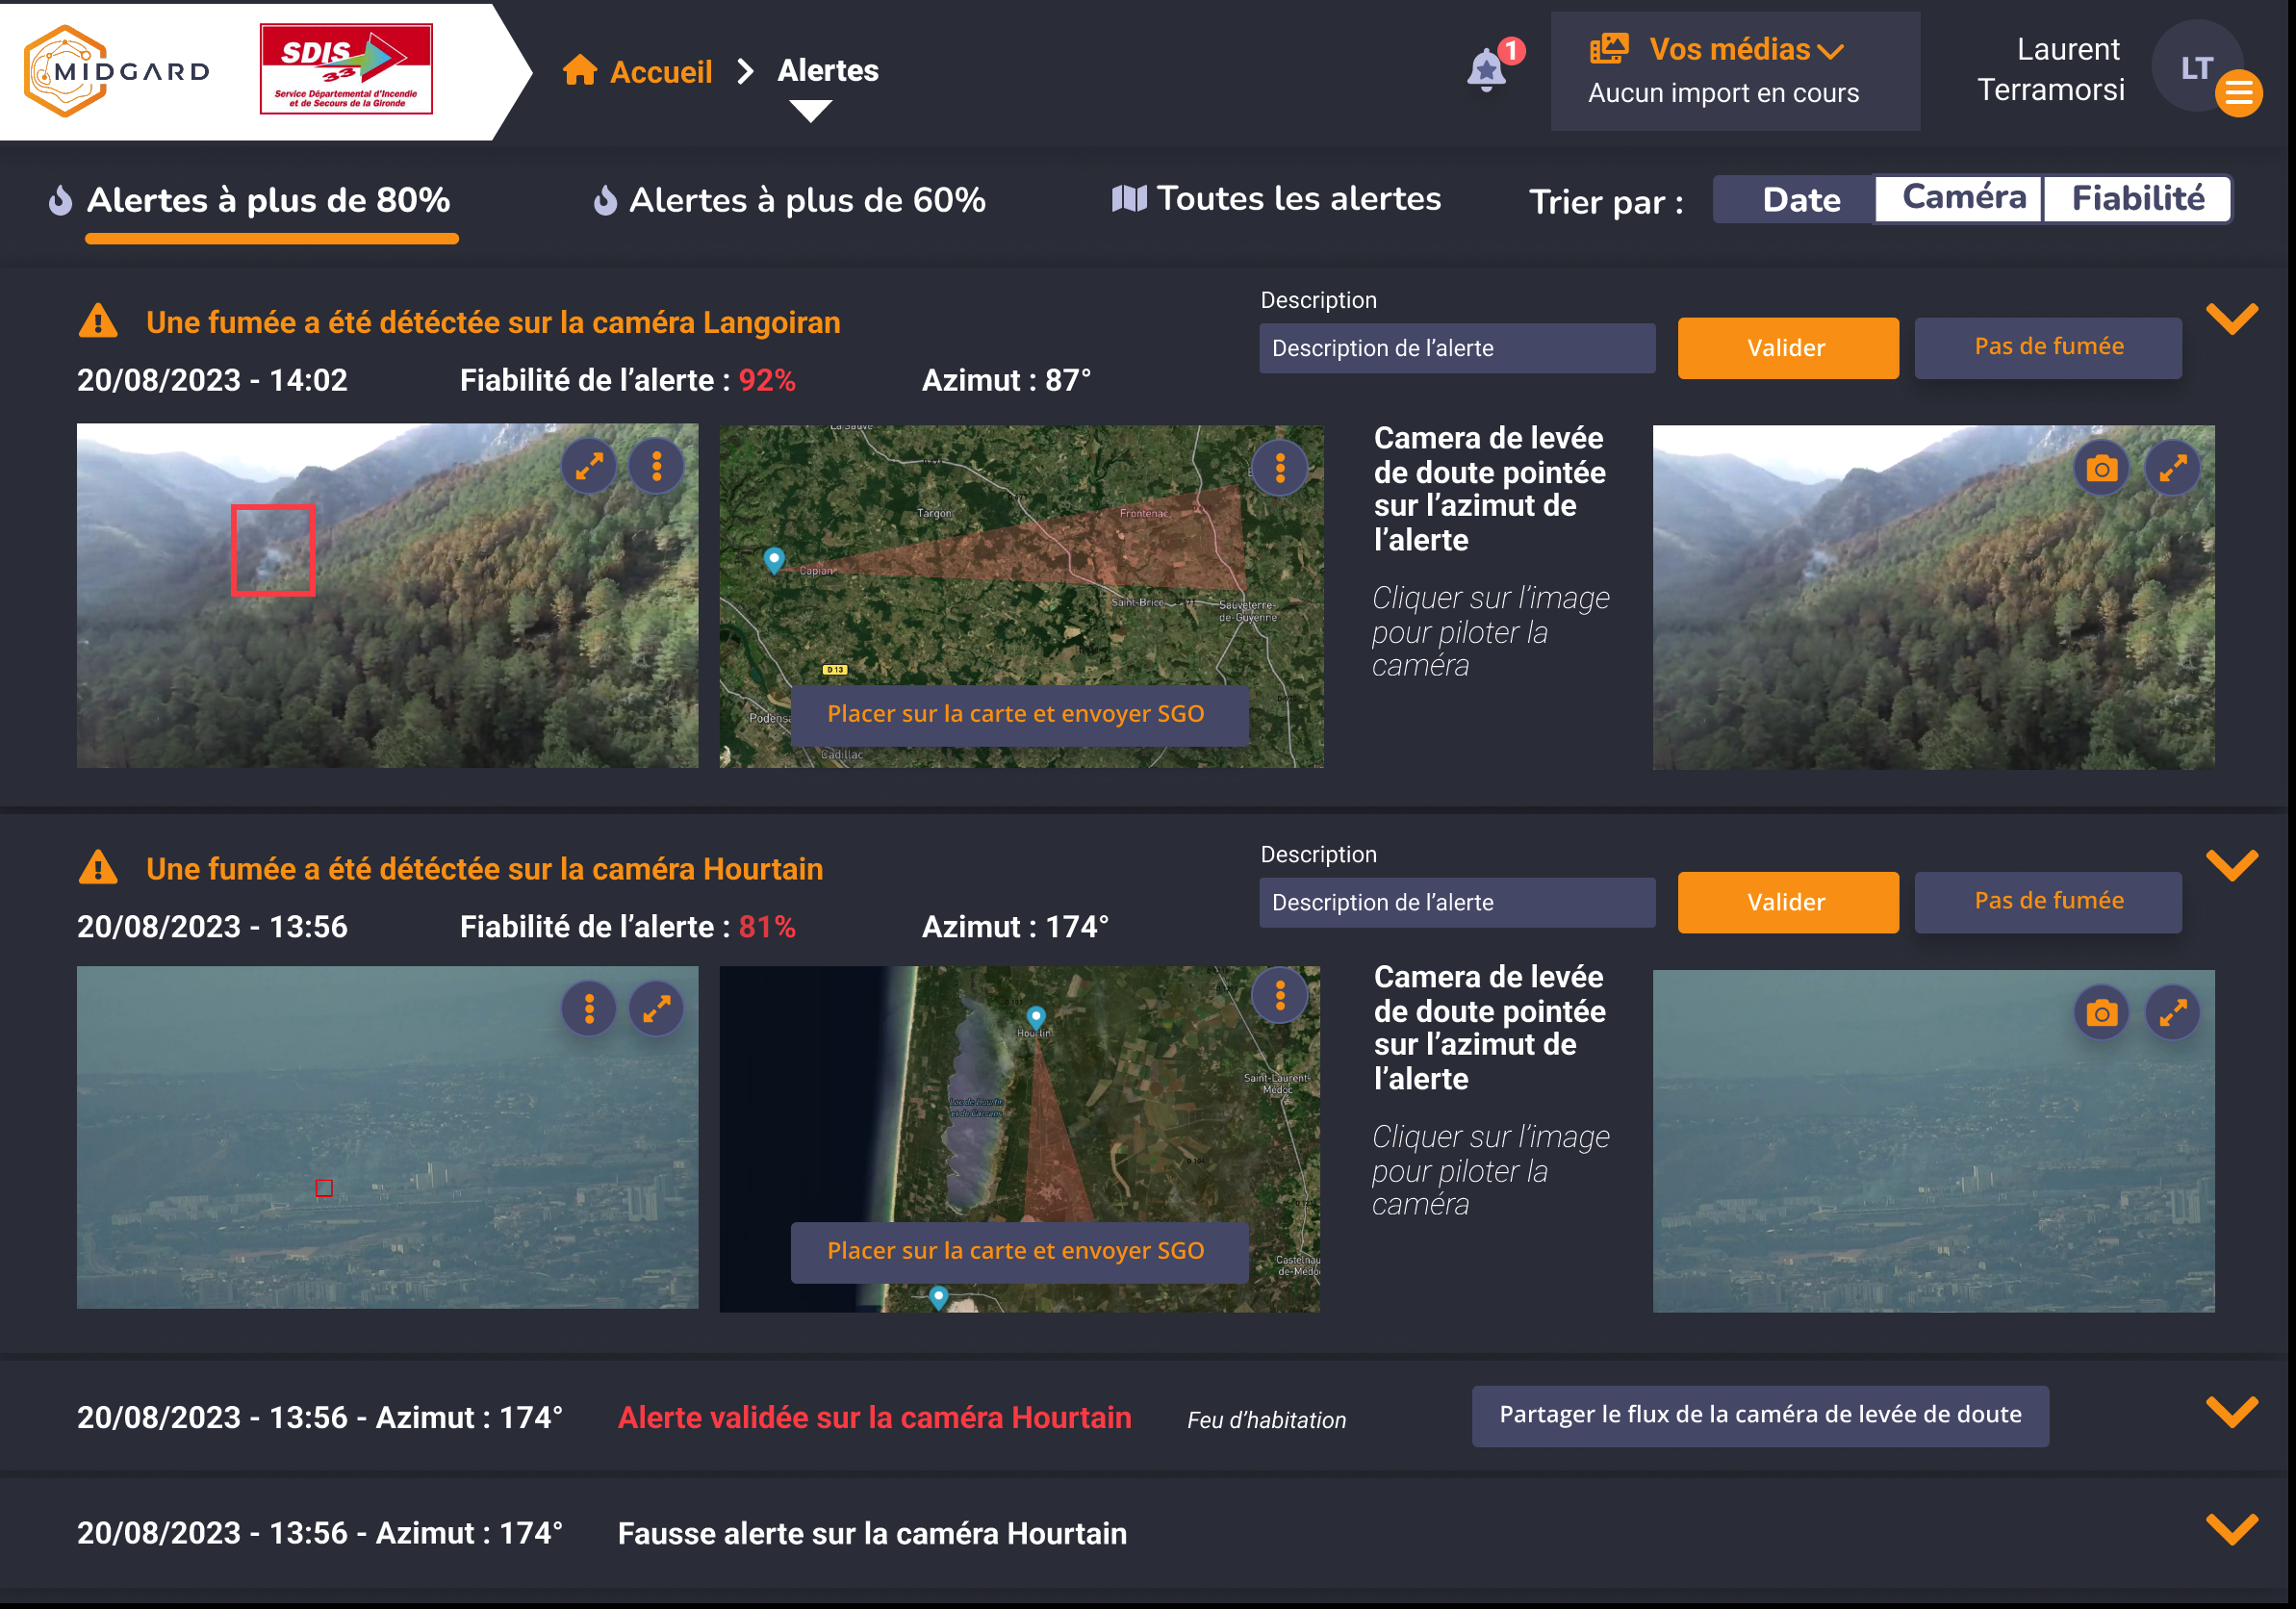 MIDGARD
SDIS
33
Service Départemental d'Incendie
et de Secours de la Gironde
Accueil
Alertes
1
Vos médias
Aucun import en cours
Laurent
Terramorsi
LT
Alertes à plus de 80%
Alertes à plus de 60%
Toutes les alertes
Trier par :
Date
Caméra
Fiabilité
Une fumée a été détéctée sur la caméra Langoiran
20/08/2023 - 14:02
Fiabilité de l’alerte : 92%
Azimut : 87°
Description
Description de l’alerte
Valider
Pas de fumée
La Sauve
Targon
Frontenac
Capian
Saint-Brice
Sauveterre-
de-Guyenne
D 13
Podensa
Cadillac
Placer sur la carte et envoyer SGO
Camera de levée
de doute pointée
sur l’azimut de
l’alerte
Cliquer sur l’image
pour piloter la
caméra
Une fumée a été détéctée sur la caméra Hourtain
20/08/2023 - 13:56
Fiabilité de l’alerte : 81%
Azimut : 174°
Description
Description de l’alerte
Valider
Pas de fumée
Saint-Laurent-
Médoc
Castelnau
de-Médo
Placer sur la carte et envoyer SGO
Camera de levée
de doute pointée
sur l’azimut de
l’alerte
Cliquer sur l’image
pour piloter la
caméra
20/08/2023 - 13:56 - Azimut : 174°
Alerte validée sur la caméra Hourtain
Feu d’habitation
Partager le flux de la caméra de levée de doute
20/08/2023 - 13:56 - Azimut : 174°
Fausse alerte sur la caméra Hourtain